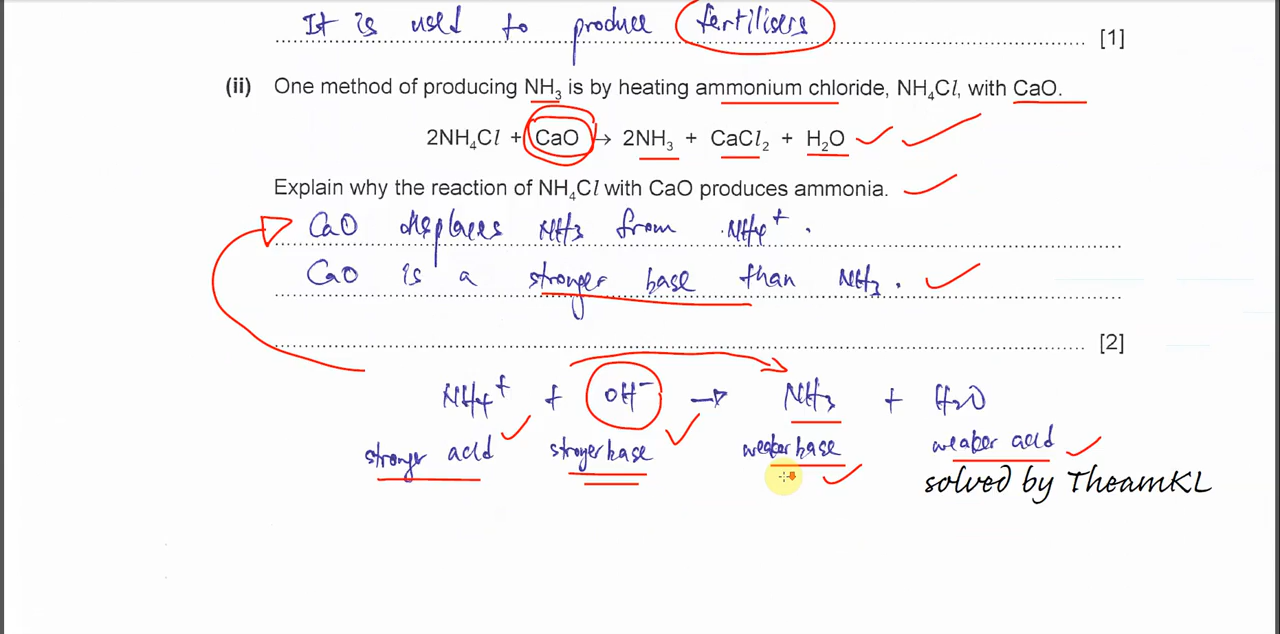 It is used to produce fertilisers [1]
(ii) One method of producing NH₃ is by heating ammonium chloride, NH₄Cl, with CaO.
2NH₄Cl + CaO → 2NH₃ + CaCl₂ + H₂O
Explain why the reaction of NH₄Cl with CaO produces ammonia.
CaO displaces NH₃ from NH₄⁺.
CaO is a stronger base than NH₃.
[2]
NH₄⁺ + OH⁻ → NH₃ + H₂O
stronger acid stronger base weaker base weaker acid
solved by TheamKL